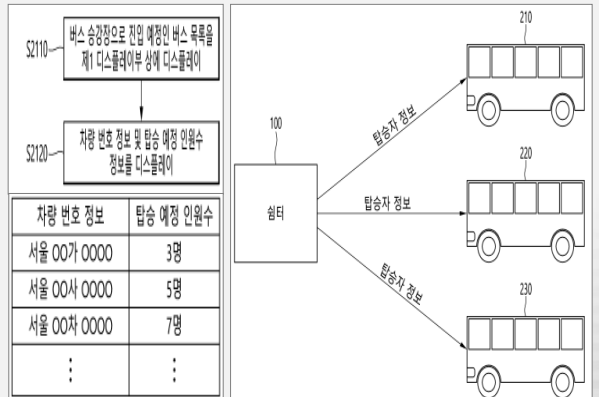 S2110
버스 승강장으로 진입 예정인 버스 목록을
제1 디스플레이부 상에 디스플레이
S2120
차량 번호 정보 및 탑승 예정 인원수
정보를 디스플레이
차량 번호 정보 탑승 예정 인원수
서울 00가 0000 3명
서울 00사 0000 5명
서울 00차 0000 7명
⋮ ⋮
100
쉼터
탑승자 정보
탑승자 정보
탑승자 정보
210
220
230